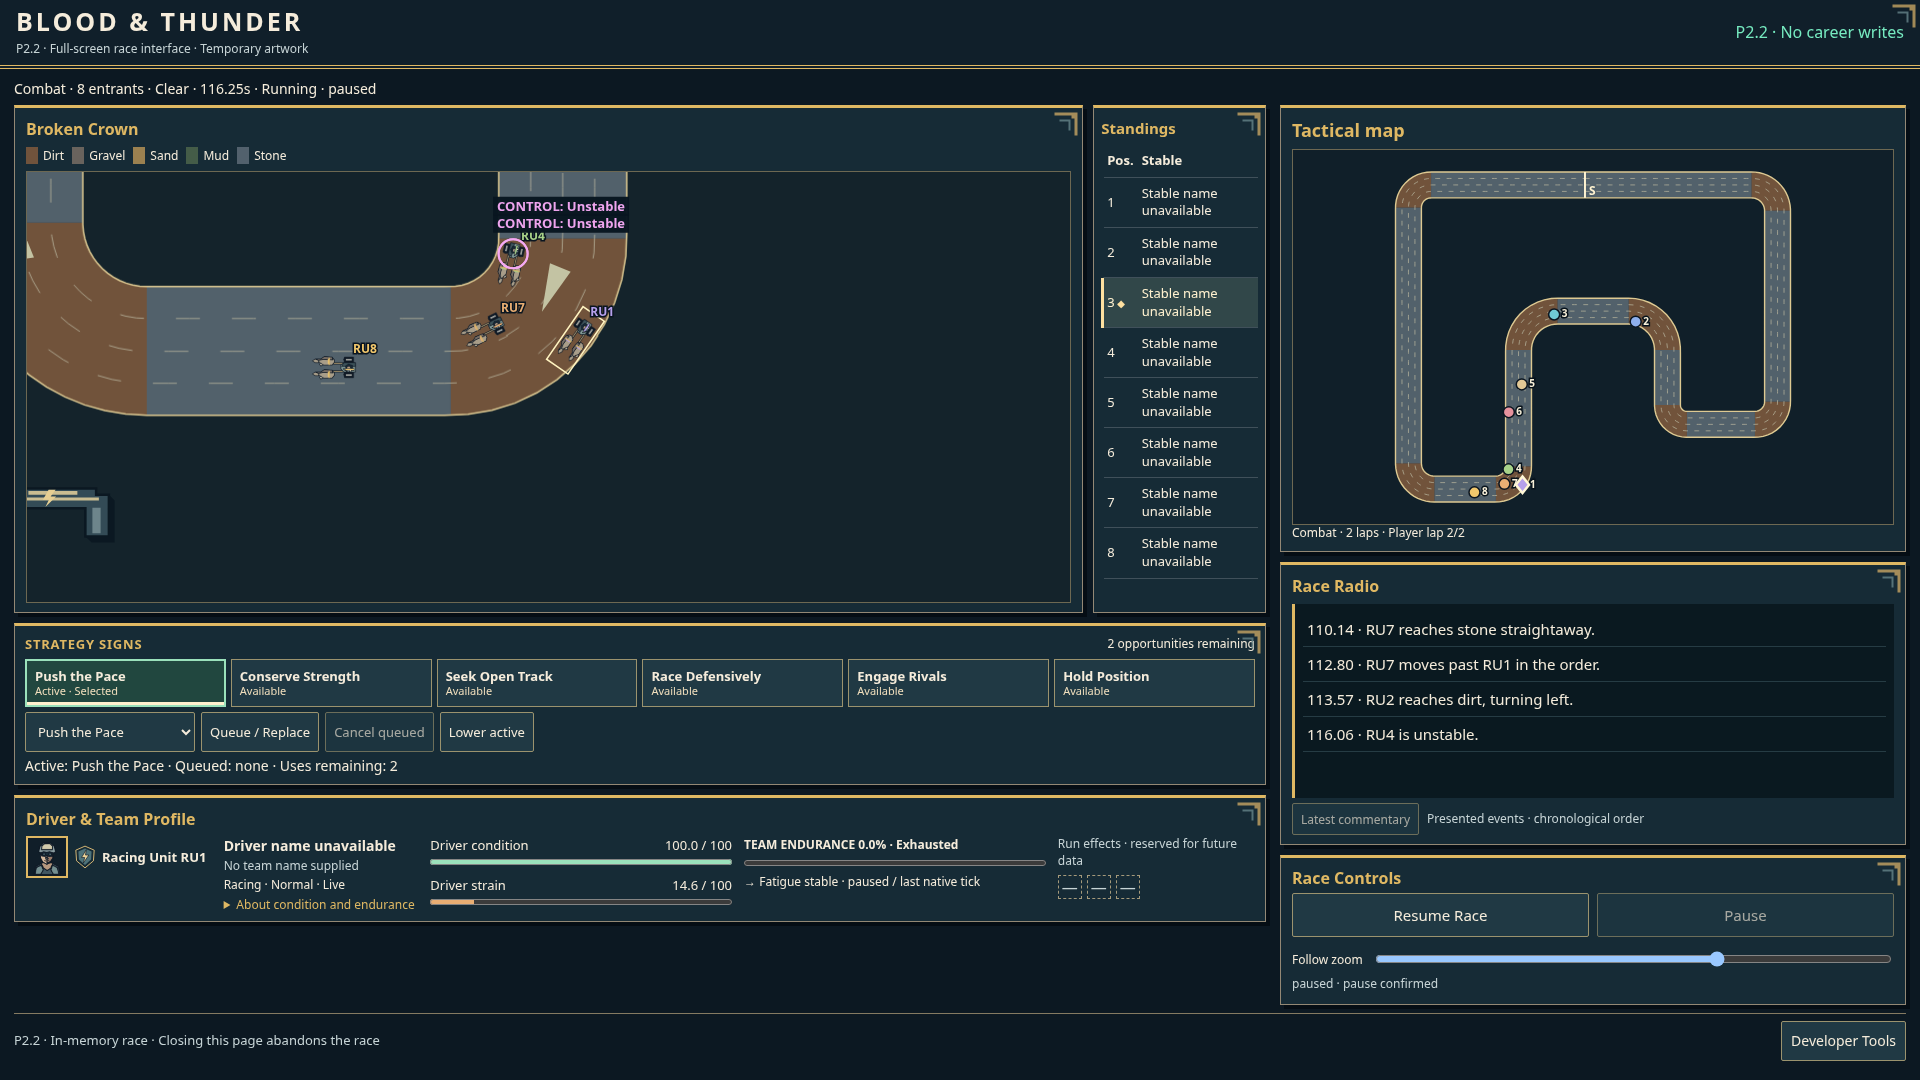 BLOOD & THUNDER
P2.2 · Full-screen race interface · Temporary artwork
P2.2 · No career writes
Combat · 8 entrants · Clear · 116.25s · Running · paused
Broken Crown
Dirt Gravel Sand Mud Stone
CONTROL: Unstable
CONTROL: Unstable
RU4
RU7
RU1
RU8
Standings
Pos. Stable
1 Stable name
unavailable
2 Stable name
unavailable
3 Stable name
unavailable
4 Stable name
unavailable
5 Stable name
unavailable
6 Stable name
unavailable
7 Stable name
unavailable
8 Stable name
unavailable
Tactical map
S
3
2
5
6
4
7
1
8
Combat · 2 laps · Player lap 2/2
Race Radio
110.14 · RU7 reaches stone straightaway.
112.80 · RU7 moves past RU1 in the order.
113.57 · RU2 reaches dirt, turning left.
116.06 · RU4 is unstable.
Latest commentary Presented events · chronological order
STRATEGY SIGNS
2 opportunities remaining
Push the Pace
Active · Selected
Conserve Strength
Available
Seek Open Track
Available
Race Defensively
Available
Engage Rivals
Available
Hold Position
Available
Push the Pace Queue / Replace Cancel queued Lower active
Active: Push the Pace · Queued: none · Uses remaining: 2
Driver & Team Profile
Racing Unit RU1
Driver name unavailable
No team name supplied
Racing · Normal · Live
About condition and endurance
Driver condition 100.0 / 100
Driver strain 14.6 / 100
TEAM ENDURANCE 0.0% · Exhausted
→ Fatigue stable · paused / last native tick
Run effects · reserved for future
data
— — —
Race Controls
Resume Race Pause
Follow zoom
paused · pause confirmed
P2.2 · In-memory race · Closing this page abandons the race
Developer Tools